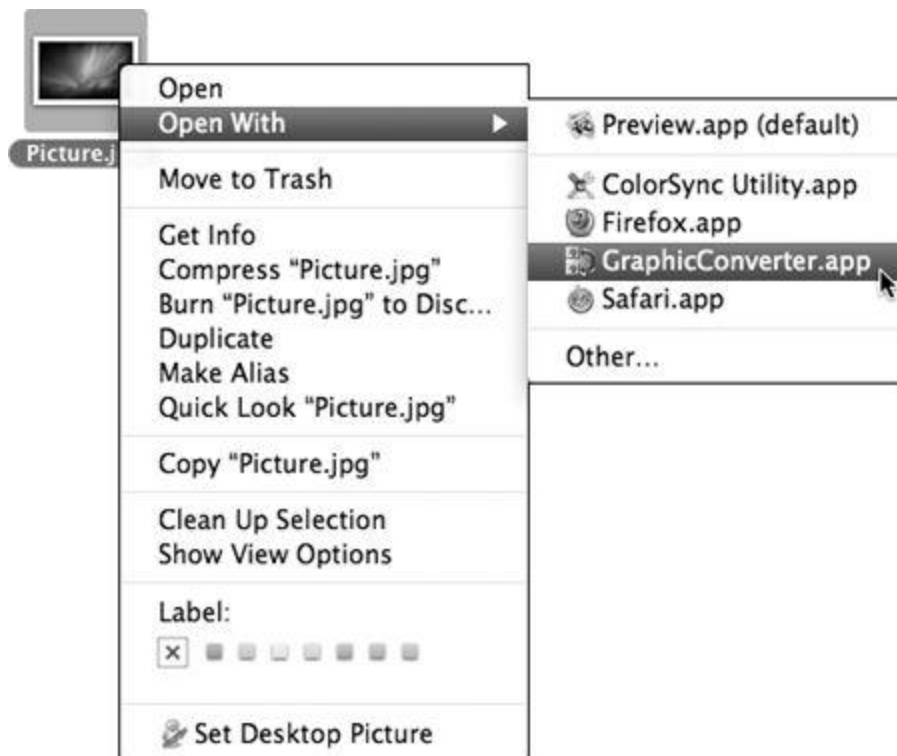 Picture.j
Open
Open With
Move to Trash
Get Info
Compress “Picture.jpg”
Burn “Picture.jpg” to Disc...
Duplicate
Make Alias
Quick Look “Picture.jpg”
Copy “Picture.jpg”
Clean Up Selection
Show View Options
Label:
Set Desktop Picture
Preview.app (default)
ColorSync Utility.app
Firefox.app
GraphicConverter.app
Safari.app
Other...